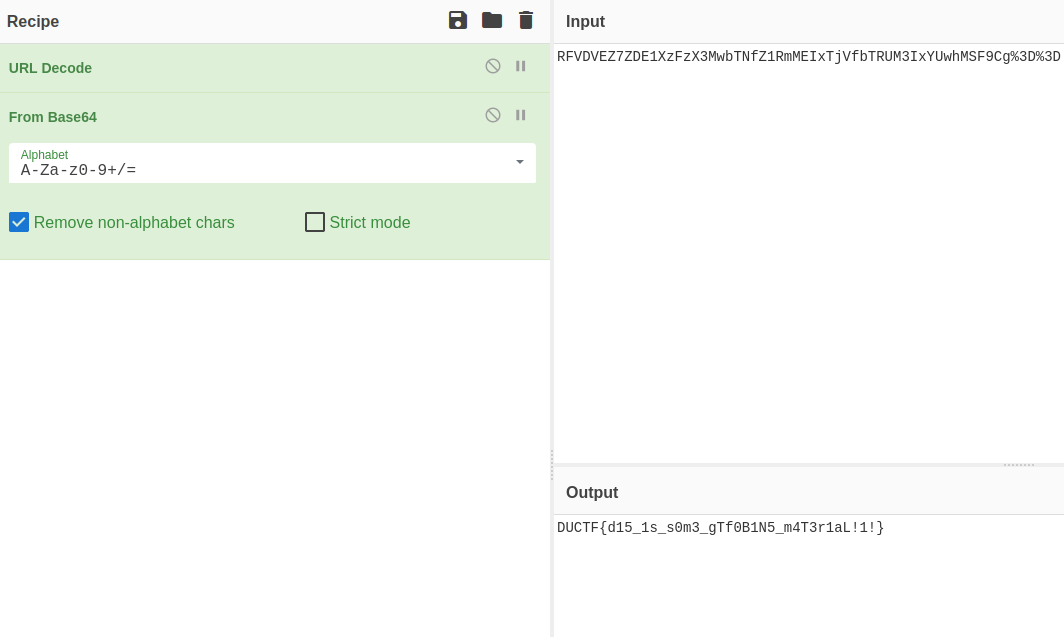 Recipe
URL Decode
From Base64
Alphabet
A-Za-z0-9+/=
Remove non-alphabet chars
Strict mode
Input
RFVDVEZ7ZDE1XzFzX3MwbTNfZ1RmMEIxTjVfbTRUM3IxYUwhMSF9Cg%3D%3D
Output
DUCTF{d15_1s_s0m3_gTf0B1N5_m4T3r1aL!1!}